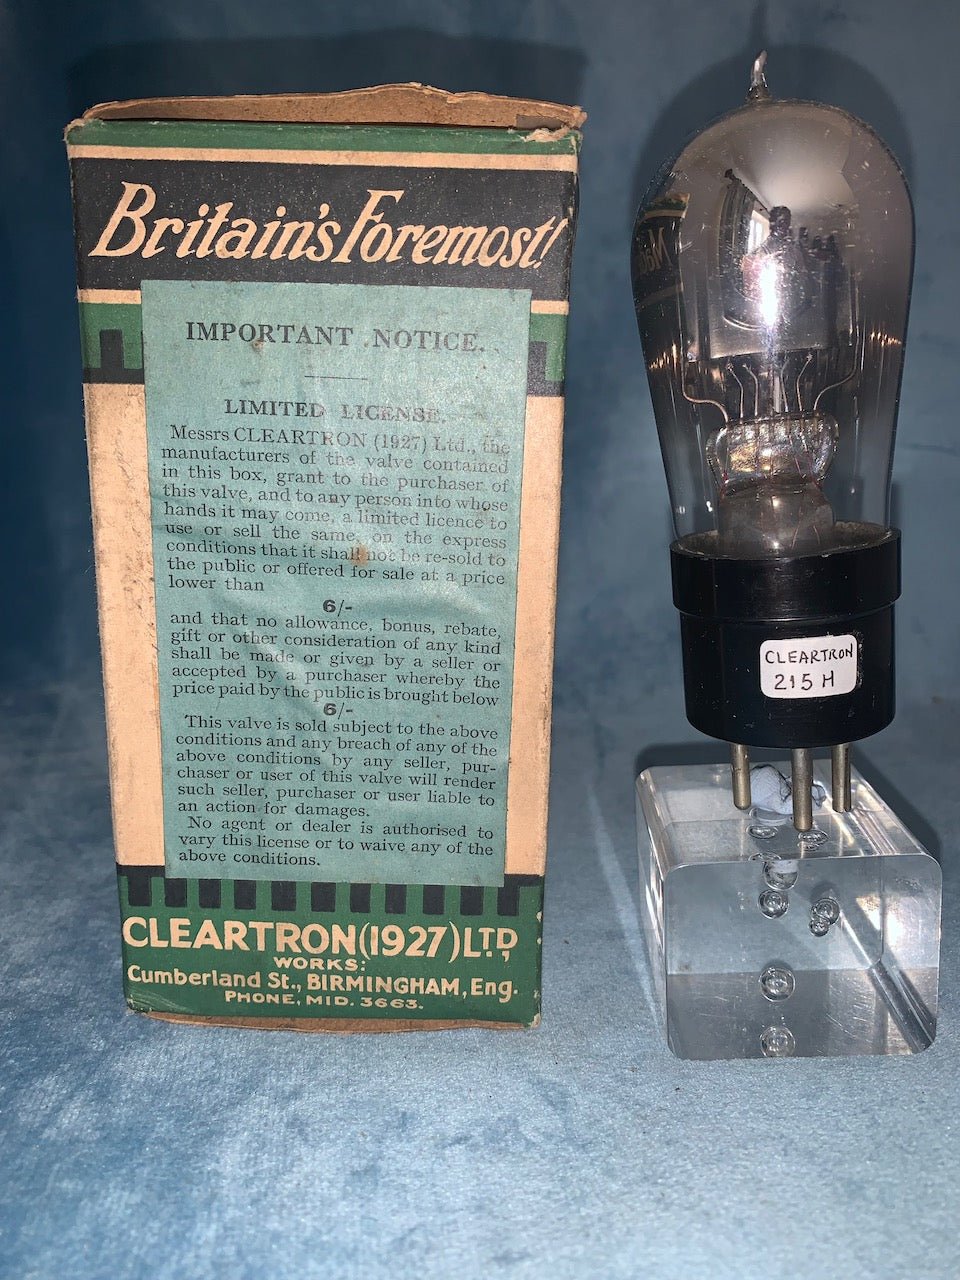 Britain's Foremost!
IMPORTANT NOTICE.
LIMITED LICENSE.
Messrs CLEARTRON (1927) Ltd., the
manufacturers of the valve contained
in this box, grant to the purchaser of
this valve, and to any person into whose
hands it may come, a limited licence to
use or sell the same, on the express
conditions that it shall not be re-sold to
the public or offered for sale at a price
lower than
6/-
and that no allowance, bonus, rebate,
gift or other consideration of any kind
shall be made or given by a seller or
accepted by a purchaser whereby the
price paid by the public is brought below
6/-
This valve is sold subject to the above
conditions and any breach of any of the
above conditions by any seller, pur-
chaser or user of this valve will render
such seller, purchaser or user liable to
an action for damages.
No agent or dealer is authorised to
vary this license or to waive any of the
above conditions.
CLEARTRON (1927) LTD,
WORKS:
Cumberland St., BIRMINGHAM, Eng.
PHONE, MID. 3663.
CLEARTRON
215 H